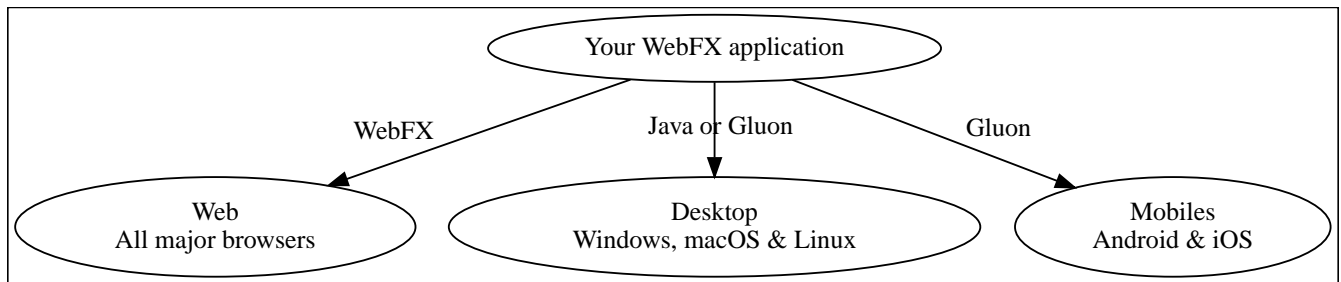 Your WebFX application
WebFX
Java or Gluon
Gluon
Web
All major browsers
Desktop
Windows, macOS & Linux
Mobiles
Android & iOS